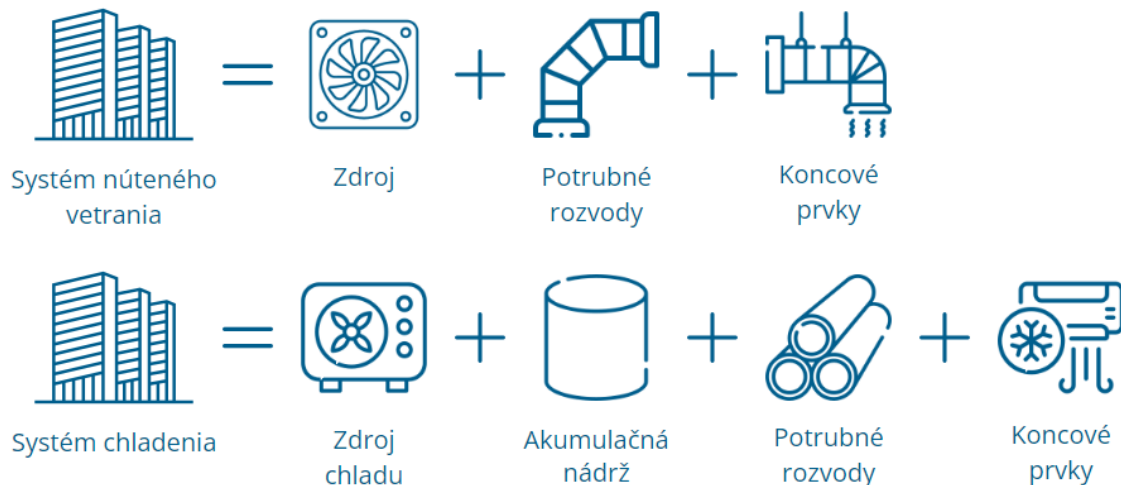 Systém núteného
vetrania
Zdroj
Potrubné
rozvody
Koncové
prvky
Systém chladenia
Zdroj
chladu
Akumulačná
nádrž
Potrubné
rozvody
Koncové
prvky